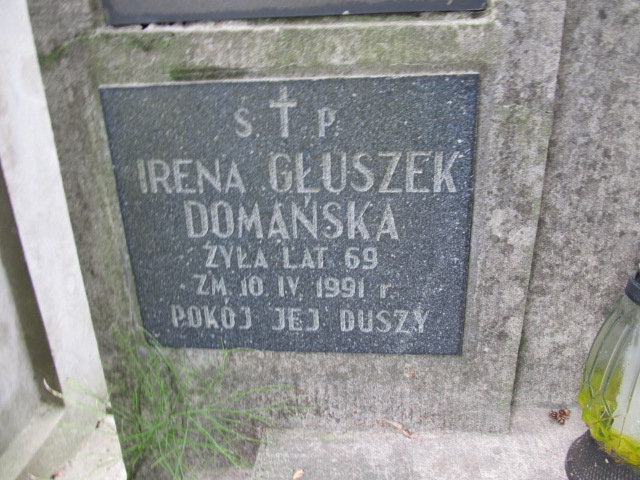 Ś P
IRENA GŁUSZEK
DOMAŃSKA
ŻYŁA LAT 69
ZM 10 IV 1991 r.
POKÓJ JEJ DUSZY